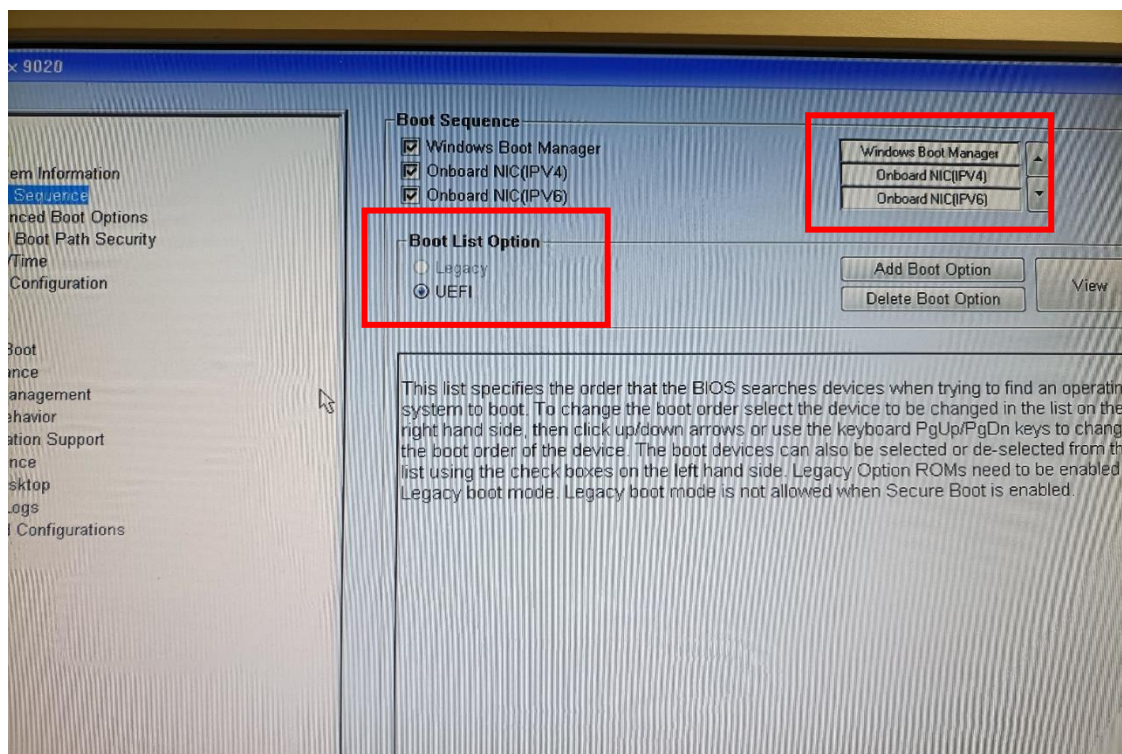 x 9020
em Information
Sequence
nced Boot Options
Boot Path Security
/Time
Configuration
Boot
nce
anagement
ehavior
ation Support
nce
sktop
Logs
Configurations
Boot Sequence
Windows Boot Manager
Onboard NIC(IPV4)
Onboard NIC(IPV6)
Windows Boot Manager
Onboard NIC(IPV4)
Onboard NIC(IPV6)
Boot List Option
Legacy
UEFI
Add Boot Option
Delete Boot Option
View
This list specifies the order that the BIOS searches devices when trying to find an operatin
system to boot. To change the boot order select the device to be changed in the list on the
right hand side, then click up/down arrows or use the keyboard PgUp/PgDn keys to chang
the boot order of the device. The boot devices can also be selected or de-selected from th
list using the check boxes on the left hand side. Legacy Option ROMs need to be enabled
Legacy boot mode. Legacy boot mode is not allowed when Secure Boot is enabled.